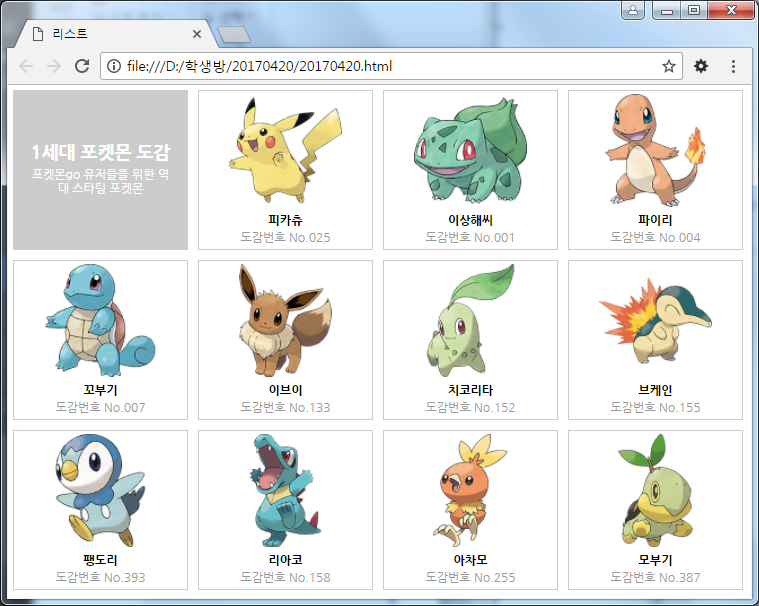 리스트
file:///D:/학생방/20170420/20170420.html
1세대 포켓몬 도감
포켓몬go 유저들을 위한 역
대 스타팅 포켓몬
피카츄
도감번호 No.025
이상해씨
도감번호 No.001
파이리
도감번호 No.004
꼬부기
도감번호 No.007
이브이
도감번호 No.133
치코리타
도감번호 No.152
브케인
도감번호 No.155
팽도리
도감번호 No.393
리아코
도감번호 No.158
아차모
도감번호 No.255
모부기
도감번호 No.387